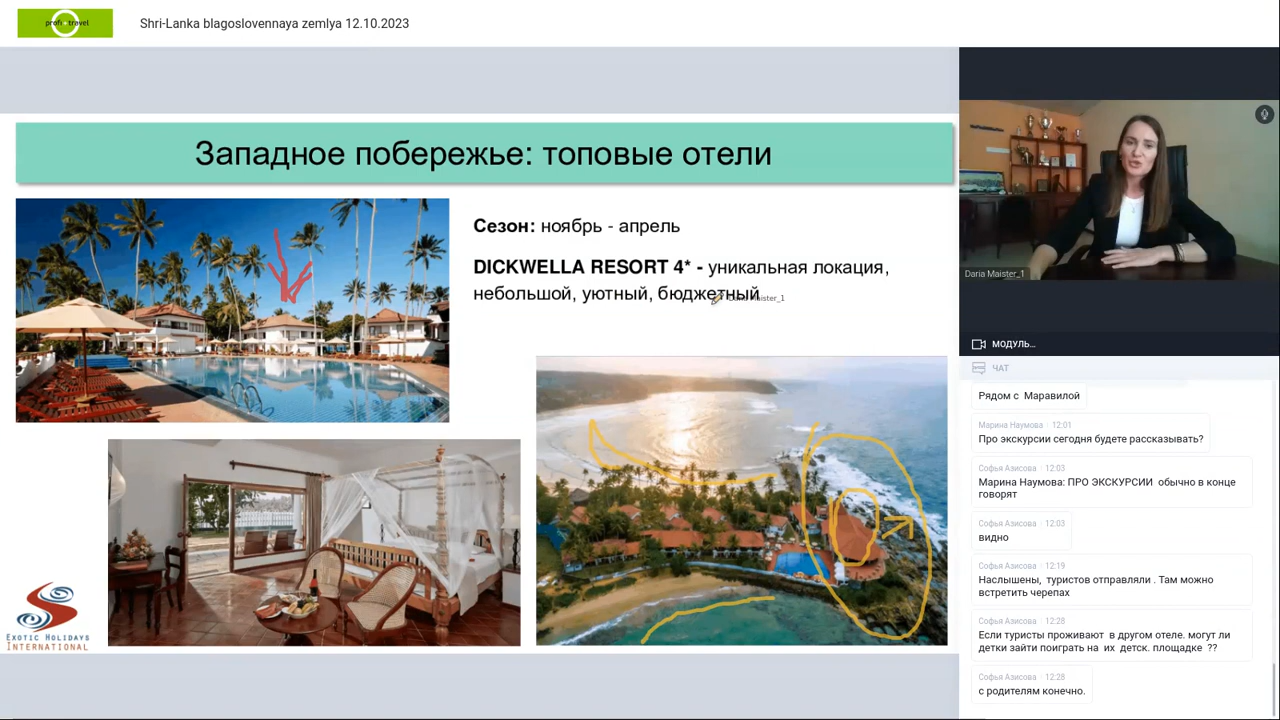 profi travel
Shri-Lanka blagoslovennaya zemlya 12.10.2023
Западное побережье: топовые отели
Сезон: ноябрь - апрель
DICKWELLA RESORT 4* - уникальная локация,
небольшой, уютный, бюджетный
Daria Maister_1
EXOTIC HOLIDAYS
INTERNATIONAL
Daria Maister_1
МОДУЛЬ...
ЧАТ
Рядом с Маравилой
Марина Наумова · 12:01
Про экскурсии сегодня будете рассказывать?
Софья Азисова · 12:03
Марина Наумова: ПРО ЭКСКУРСИИ обычно в конце
говорят
Софья Азисова · 12:03
видно
Софья Азисова · 12:19
Наслышены, туристов отправляли . Там можно
встретить черепах
Софья Азисова · 12:28
Если туристы проживают в другом отеле. могут ли
детки зайти поиграть на их детск. площадке ??
Софья Азисова · 12:28
с родителям конечно.